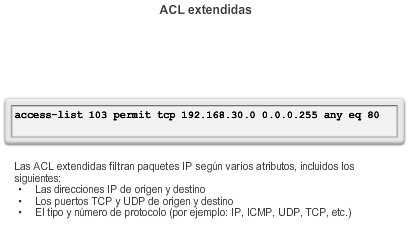 ACL extendidas
access-list 103 permit tcp 192.168.30.0 0.0.0.255 any eq 80
Las ACL extendidas filtran paquetes IP según varios atributos, incluidos los
siguientes:
• Las direcciones IP de origen y destino
• Los puertos TCP y UDP de origen y destino
• El tipo y número de protocolo (por ejemplo: IP, ICMP, UDP, TCP, etc.)